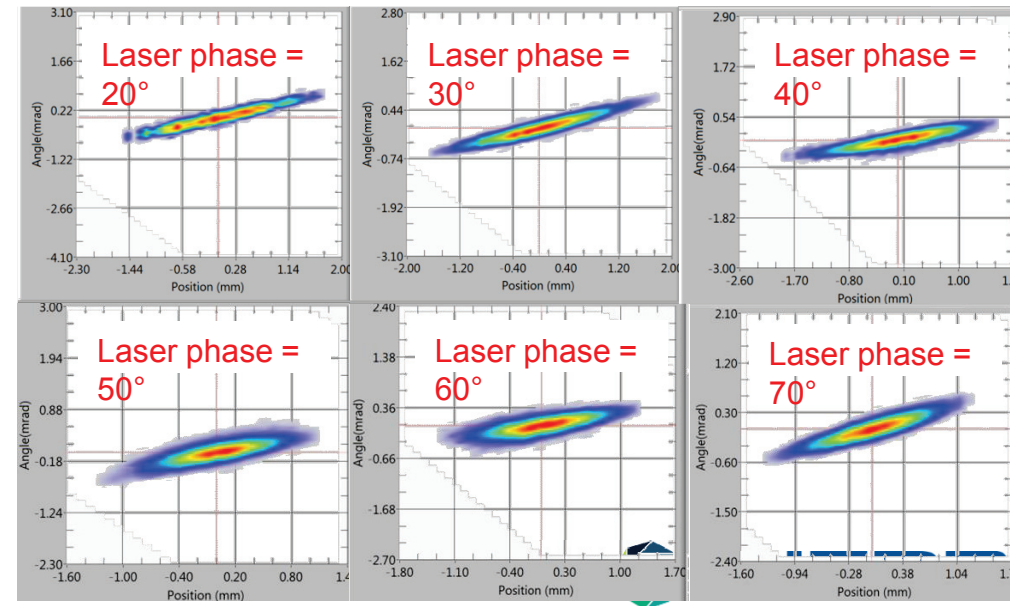 3.10
Laser phase =
20°
1.66
0.22
-1.22
-2.66
-4.10
Angle(mrad)
-2.30 -1.44 -0.58 0.28 1.14 2.00
Position (mm)
2.80
Laser phase =
30°
1.62
0.44
-0.74
-1.92
-3.10
Angle(mrad)
-2.00 -1.20 -0.40 0.40 1.20 2.00
Position (mm)
2.90
Laser phase =
40°
1.72
0.54
-0.64
-1.82
-3.00
Angle(mrad)
-2.60 -1.70 -0.80 0.10 1.00
Position (mm)
3.00
Laser phase =
50°
1.94
0.88
-0.18
-1.24
-2.30
Angle(mrad)
-1.60 -1.00 -0.40 0.20 0.80 1.4
Position (mm)
2.40
Laser phase =
60°
1.38
0.36
-0.66
-1.68
-2.70
Angle(mrad)
-1.80 -1.10 -0.40 0.30 1.00 1.70
Position (mm)
2.10
Laser phase =
70°
1.20
0.30
-0.60
-1.50
-2.40
Angle(mrad)
-1.60 -0.94 -0.28 0.38 1.04 1.7
Position (mm)